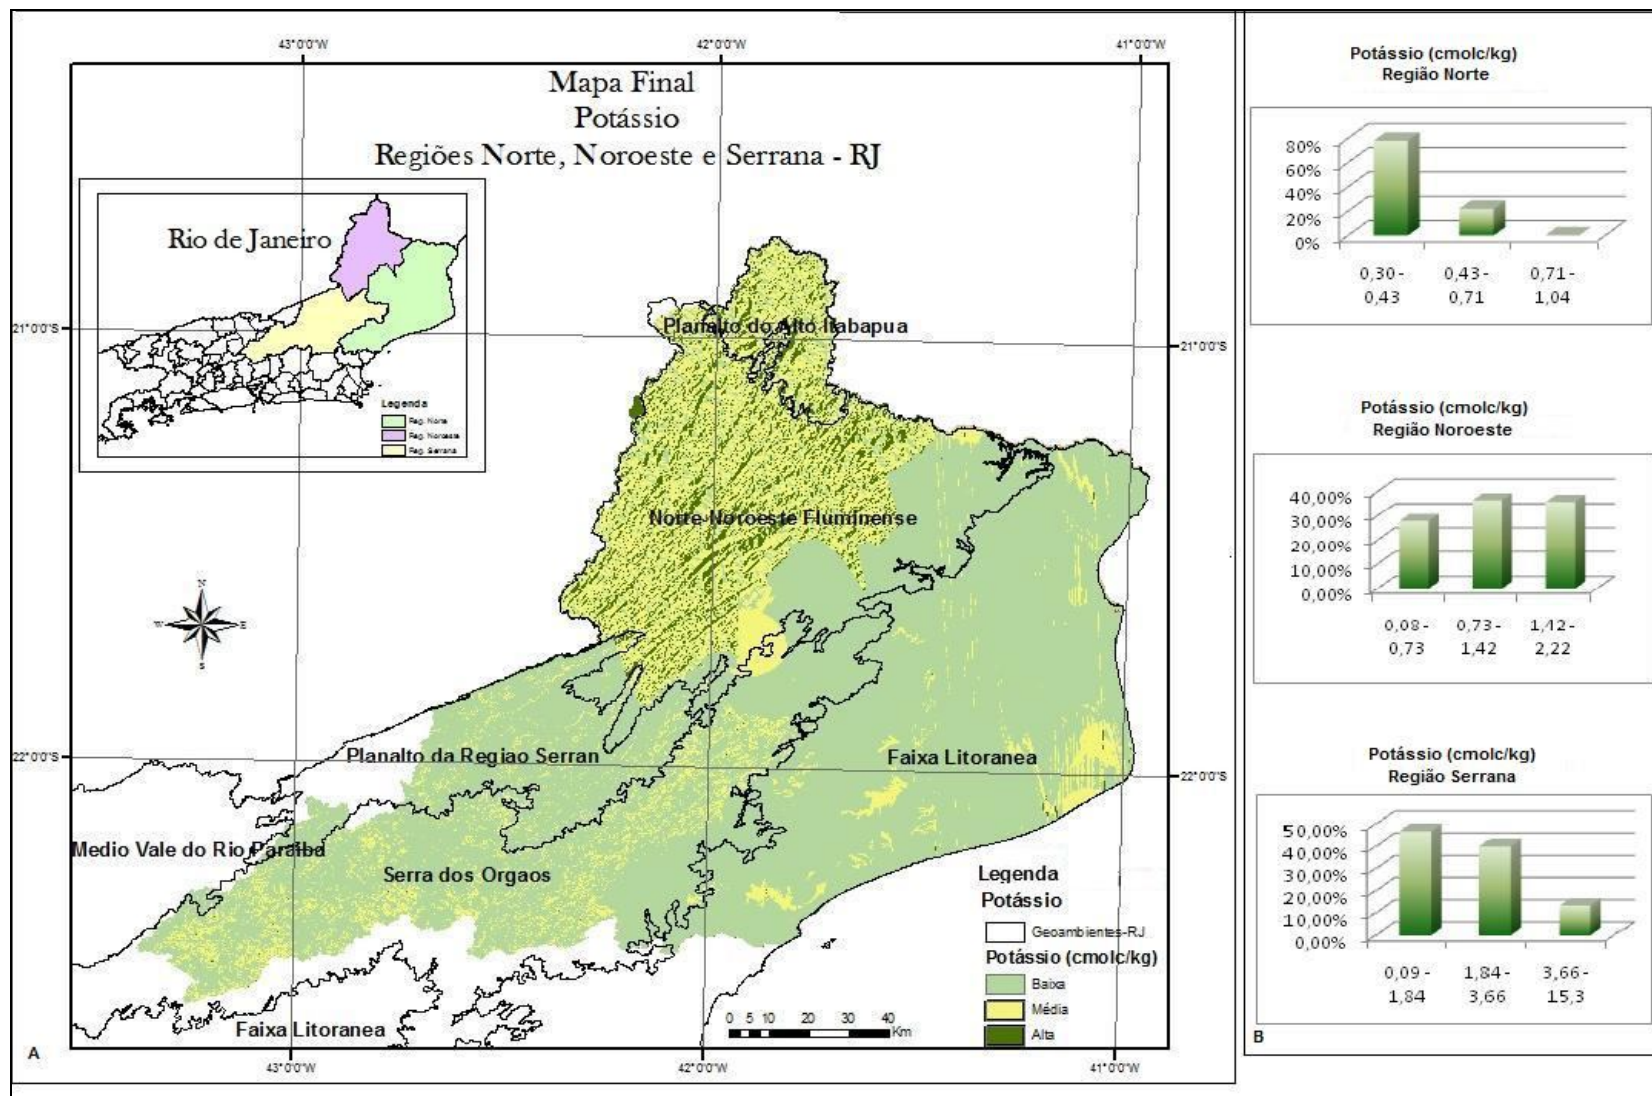 43°0'0"W 42°0'0"W 41°0'0"W
Mapa Final
Potássio
Regiões Norte, Noroeste e Serrana - RJ
Rio de Janeiro
Legenda
Reg. Norte
Reg. Noroeste
Reg. Serrana
21°0'0"S
21°0'0"S
Planalto do Alto Itabapua
Norte-Noroeste Fluminense
N
W E
S
22°0'0"S
22°0'0"S
Planalto da Regiao Serran
Faixa Litoranea
Medio Vale do Rio Paraiba
Serra dos Orgaos
Faixa Litoranea
Legenda
Potássio
Geoambientes-RJ
Potássio (cmolc/kg)
Baixa
Média
Alta
0 5 10 20 30 40
Km
A
43°0'0"W 42°0'0"W 41°0'0"W
Potássio (cmolc/kg)
Região Norte
80%
60%
40%
20%
0%
0,30- 0,43- 0,71-
0,43 0,71 1,04
Potássio (cmolc/kg)
Região Noroeste
40,00%
30,00%
20,00%
10,00%
0,00%
0,08- 0,73- 1,42-
0,73 1,42 2,22
Potássio (cmolc/kg)
Região Serrana
50,00%
40,00%
30,00%
20,00%
10,00%
0,00%
0,09- 1,84- 3,66-
1,84 3,66 15,3
B